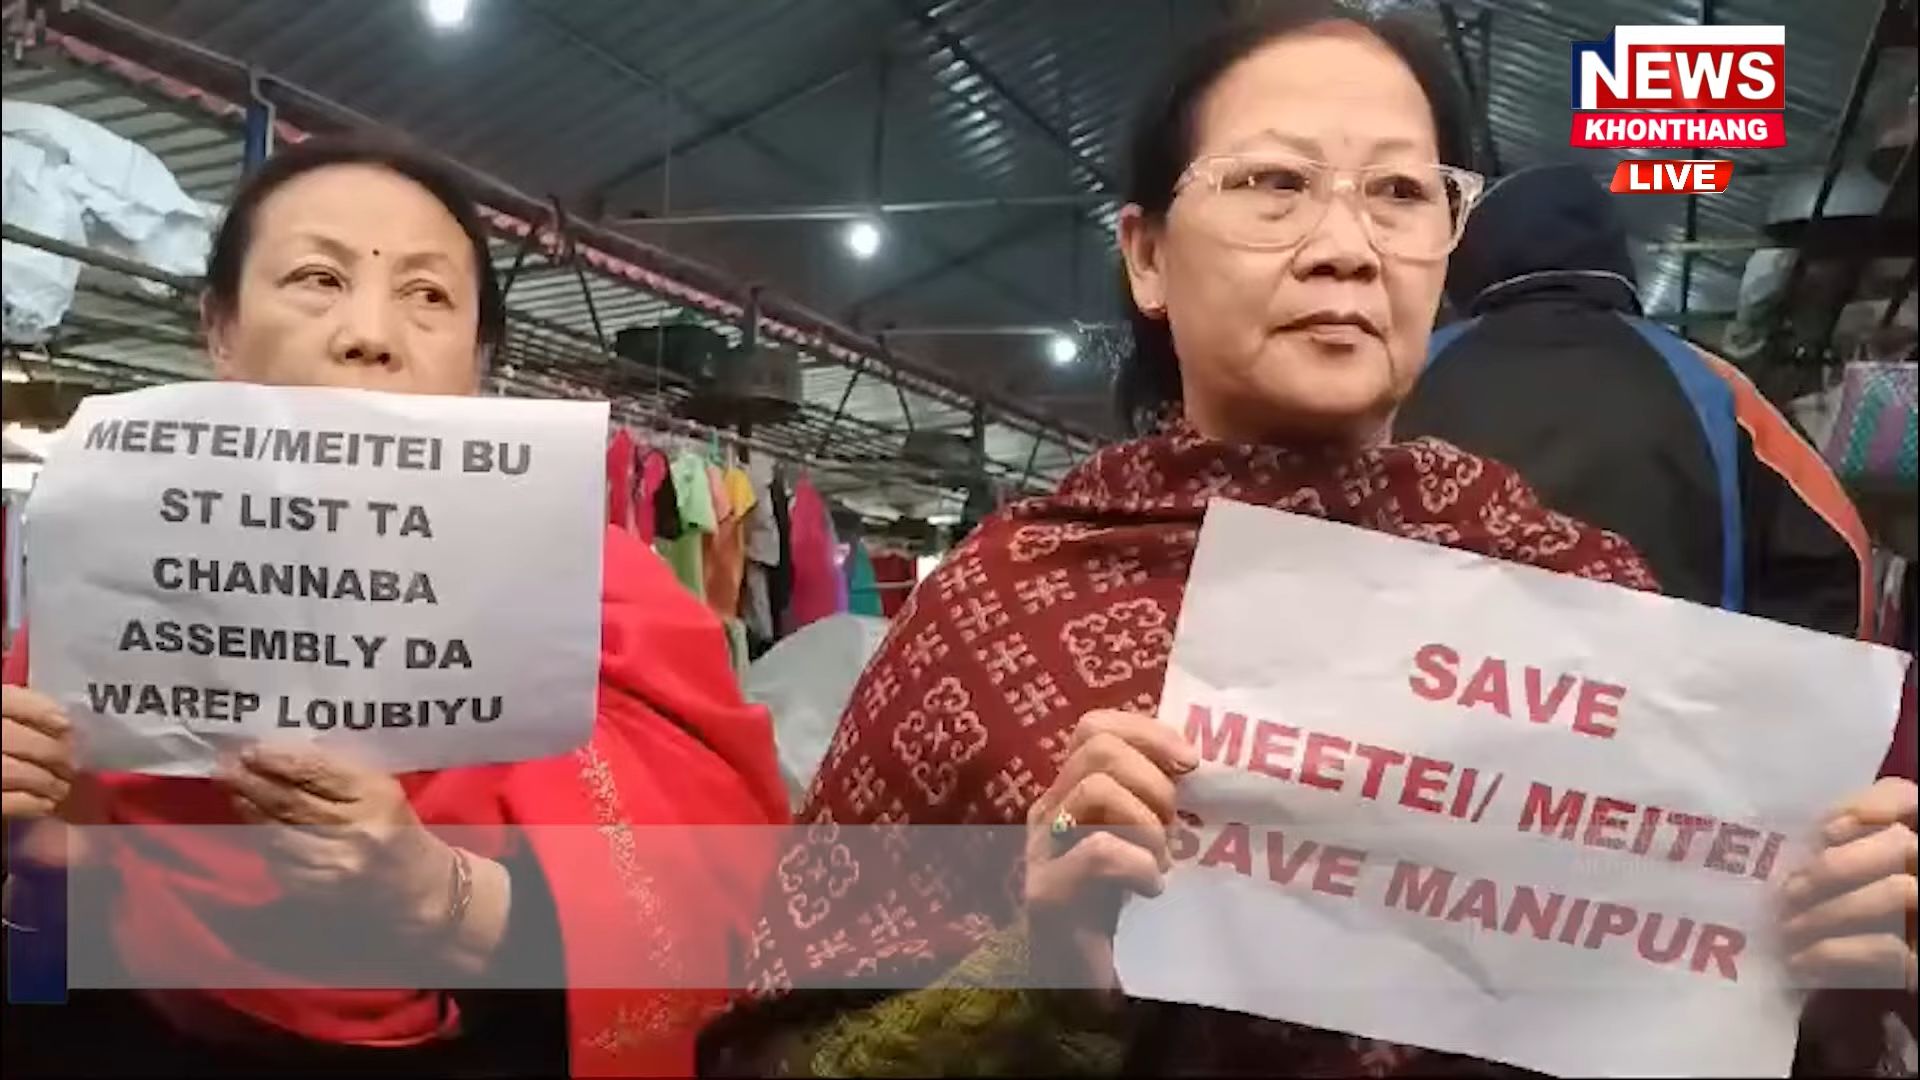 NEWS
KHONTHANG
LIVE
MEETEI/MEITEI BU
ST LIST TA
CHANNABA
ASSEMBLY DA
WAREP LOUBIYU
SAVE
MEETEI/ MEITEI
SAVE MANIPUR